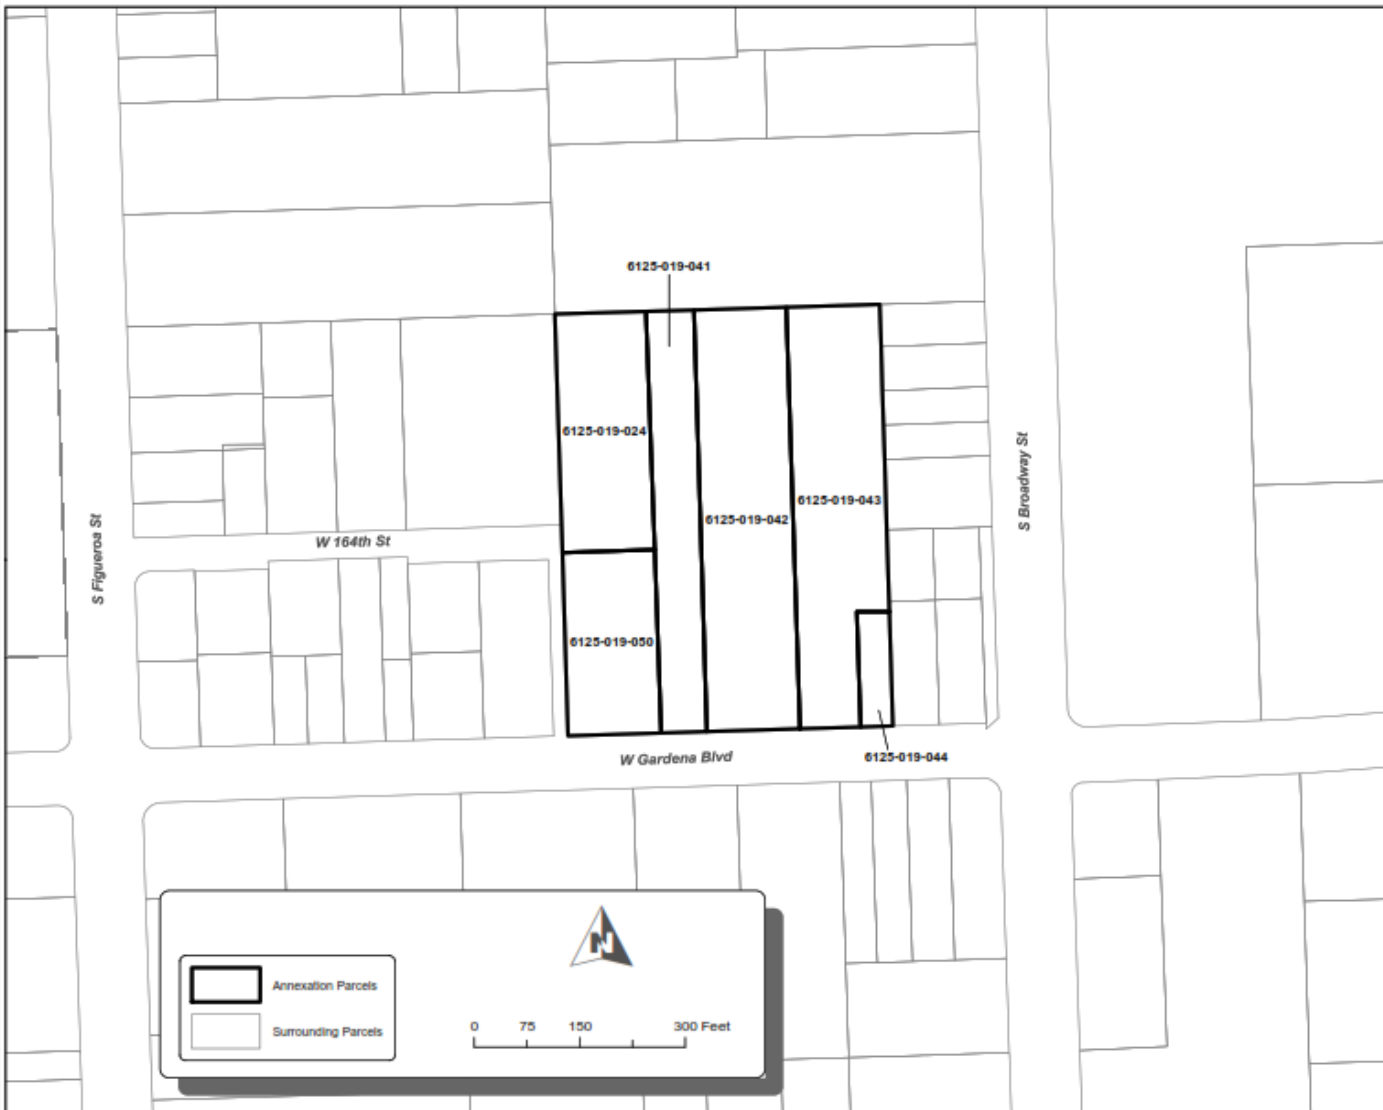 6125-019-041
6125-019-024
S Broadway St
6125-019-043
6125-019-042
W 164th St
S Figueroa St
6125-019-050
W Gardena Blvd
6125-019-044
N
Annexation Parcels
Surrounding Parcels
0 75 150 300 Feet